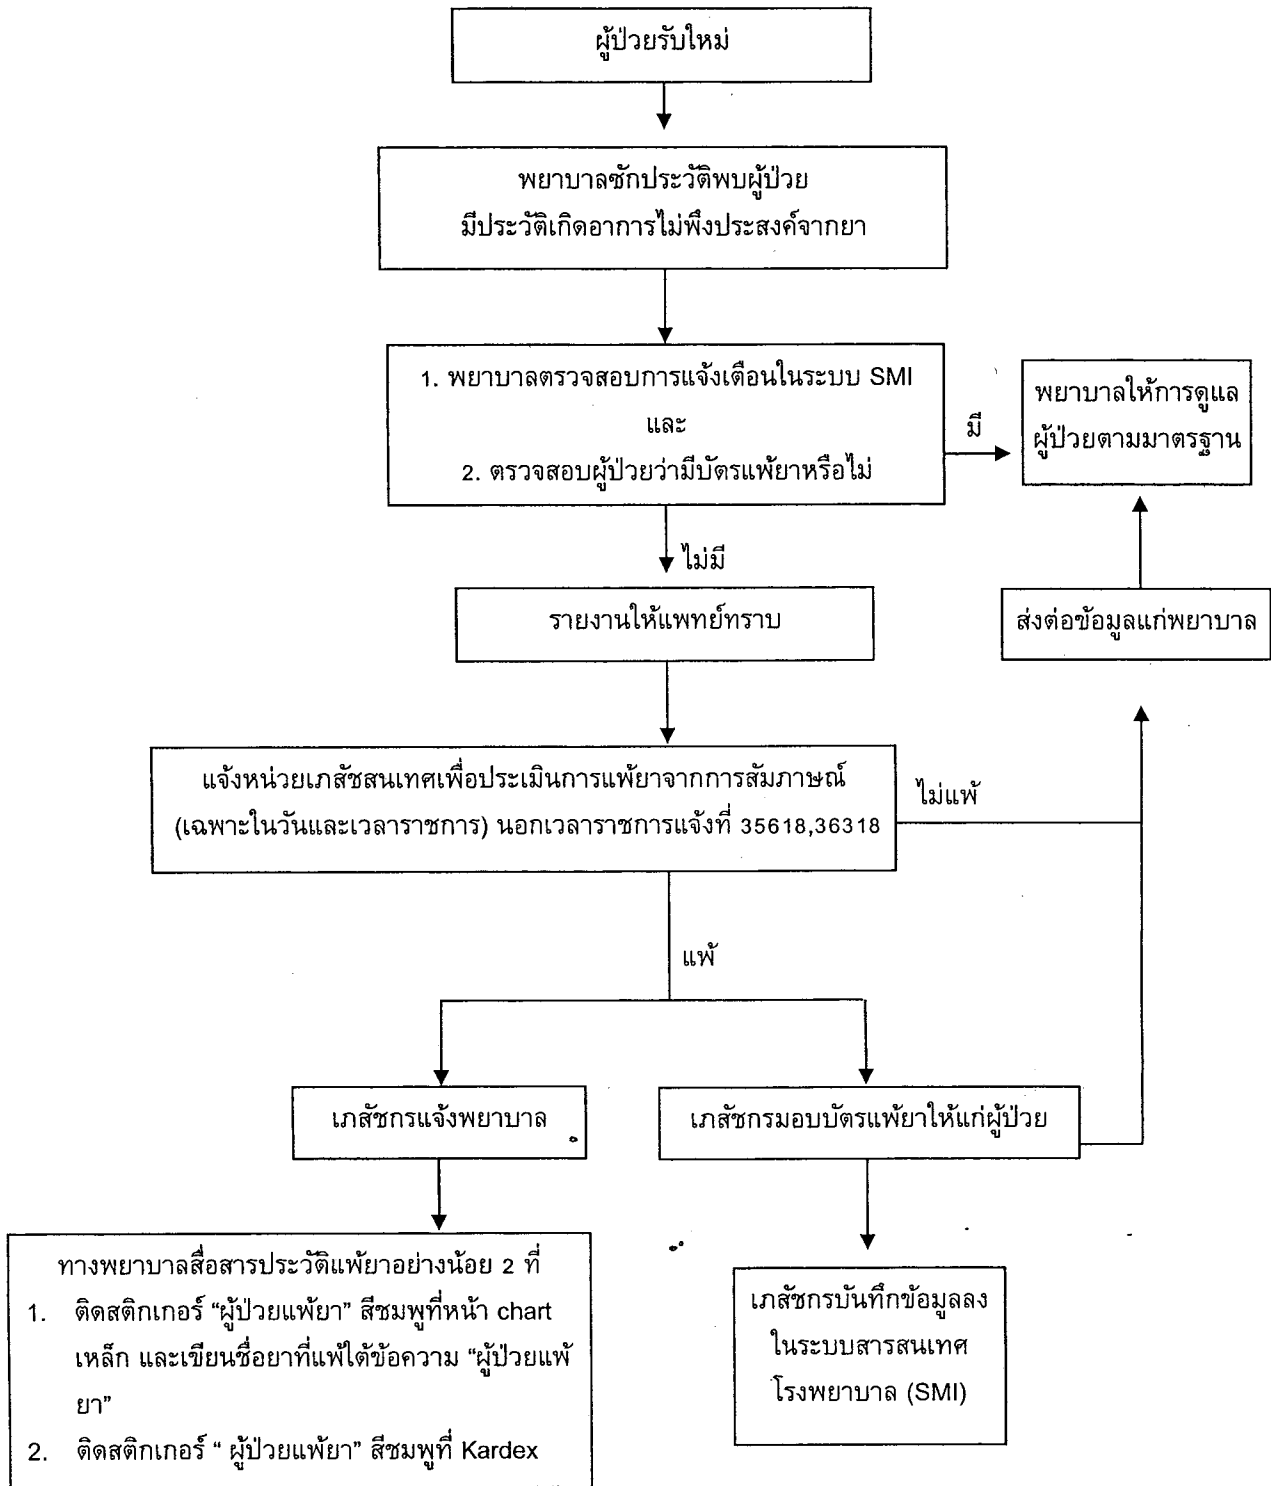 ผู้ป่วยรับใหม่
พยาบาลซักประวัติพบผู้ป่วย
มีประวัติเกิดอาการไม่พึงประสงค์จากยา
1. พยาบาลตรวจสอบการแจ้งเตือนในระบบ SMI
และ
2. ตรวจสอบผู้ป่วยว่ามีบัตรแพ้ยาหรือไม่
มี
พยาบาลให้การดูแล
ผู้ป่วยตามมาตรฐาน
ไม่มี
รายงานให้แพทย์ทราบ
ส่งต่อข้อมูลแก่พยาบาล
แจ้งหน่วยเภสัชสนเทศเพื่อประเมินการแพ้ยาจากการสัมภาษณ์
(เฉพาะในวันและเวลาราชการ) นอกเวลาราชการแจ้งที่ 35618,36318
ไม่แพ้
แพ้
เภสัชกรแจ้งพยาบาล
เภสัชกรมอบบัตรแพ้ยาให้แก่ผู้ป่วย
ทางพยาบาลสื่อสารประวัติแพ้ยาอย่างน้อย 2 ที่
1. ติดสติกเกอร์ “ผู้ป่วยแพ้ยา” สีชมพูที่หน้า chart
เหล็ก และเขียนชื่อยาที่แพ้ใต้ข้อความ “ผู้ป่วยแพ้
ยา”
2. ติดสติกเกอร์ “ ผู้ป่วยแพ้ยา” สีชมพูที่ Kardex
เภสัชกรบันทึกข้อมูลลง
ในระบบสารสนเทศ
โรงพยาบาล (SMI)